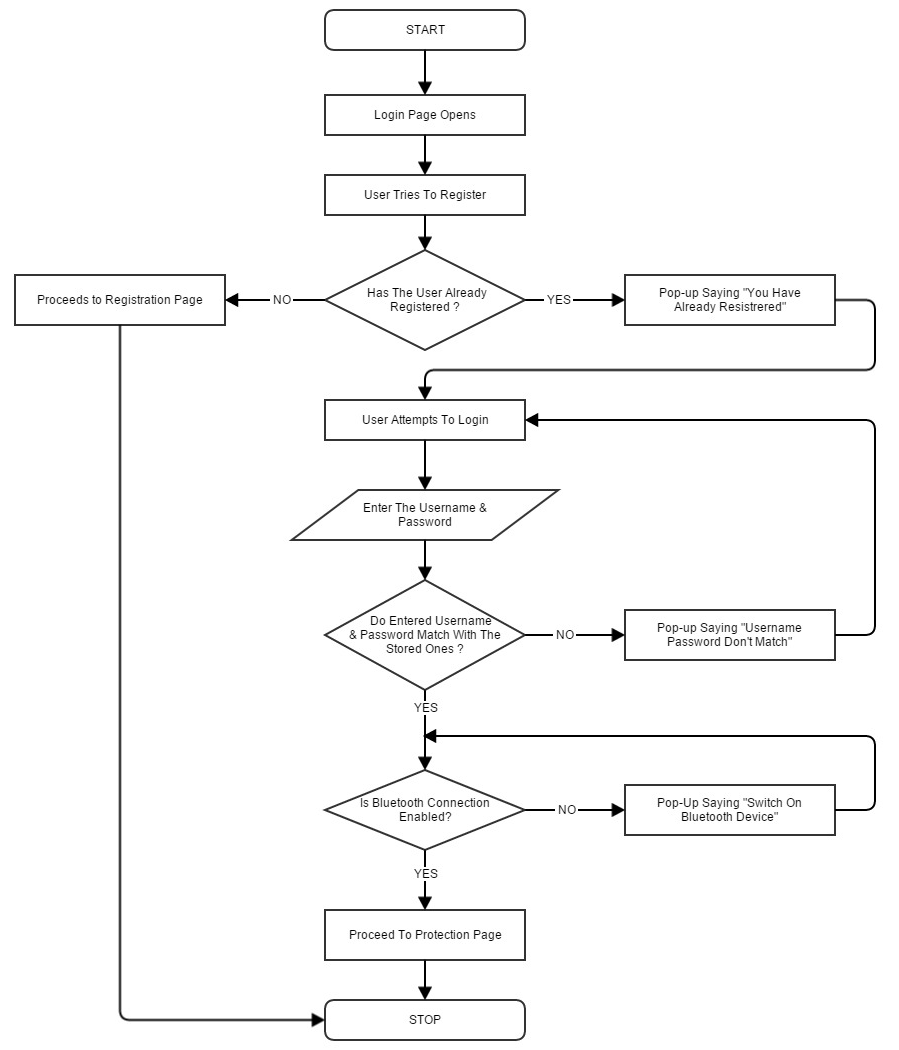 START
Login Page Opens
User Tries To Register
Has The User Already
Registered ?
NO
YES
Proceeds to Registration Page
Pop-up Saying "You Have
Already Resistrered"
User Attempts To Login
Enter The Username &
Password
Do Entered Username
& Password Match With The
Stored Ones ?
NO
Pop-up Saying "Username
Password Don't Match"
YES
Is Bluetooth Connection
Enabled?
NO
Pop-Up Saying "Switch On
Bluetooth Device"
YES
Proceed To Protection Page
STOP